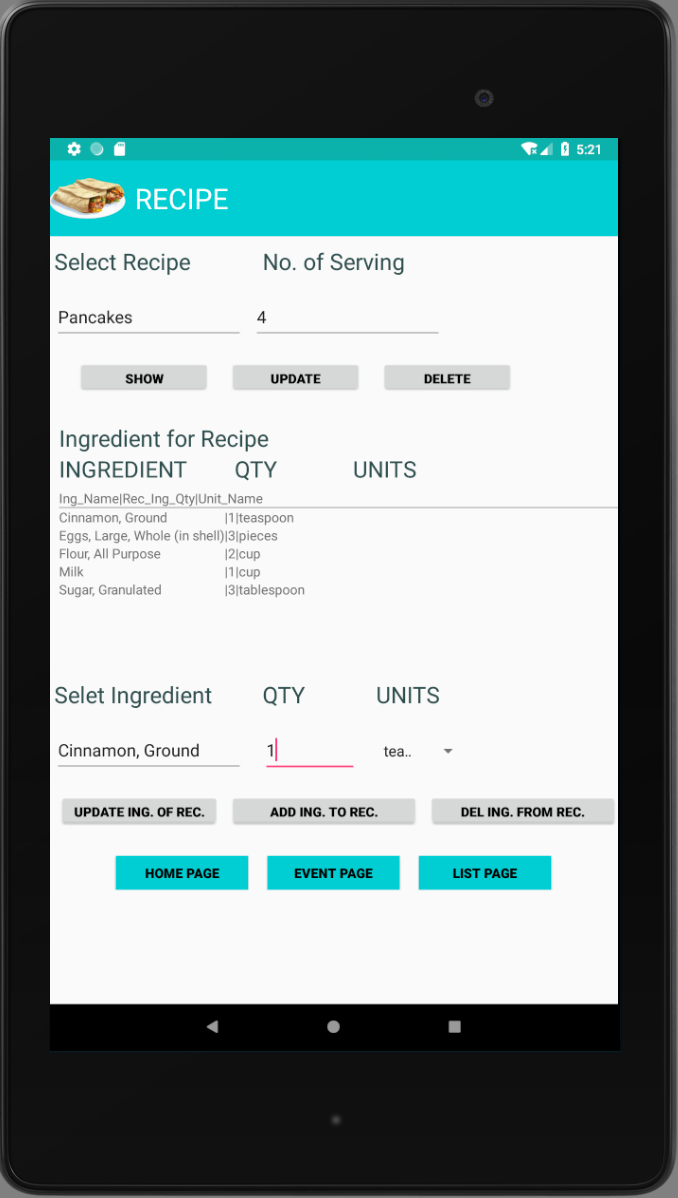 5:21
RECIPE
Select Recipe No. of Serving
Pancakes 4
SHOW UPDATE DELETE
Ingredient for Recipe
INGREDIENT QTY UNITS
Ing_Name|Rec_Ing_Qty|Unit_Name
Cinnamon, Ground |1|teaspoon
Eggs, Large, Whole (in shell)|3|pieces
Flour, All Purpose |2|cup
Milk |1|cup
Sugar, Granulated |3|tablespoon
Selet Ingredient QTY UNITS
Cinnamon, Ground 1 tea..
UPDATE ING. OF REC. ADD ING. TO REC. DEL ING. FROM REC.
HOME PAGE EVENT PAGE LIST PAGE